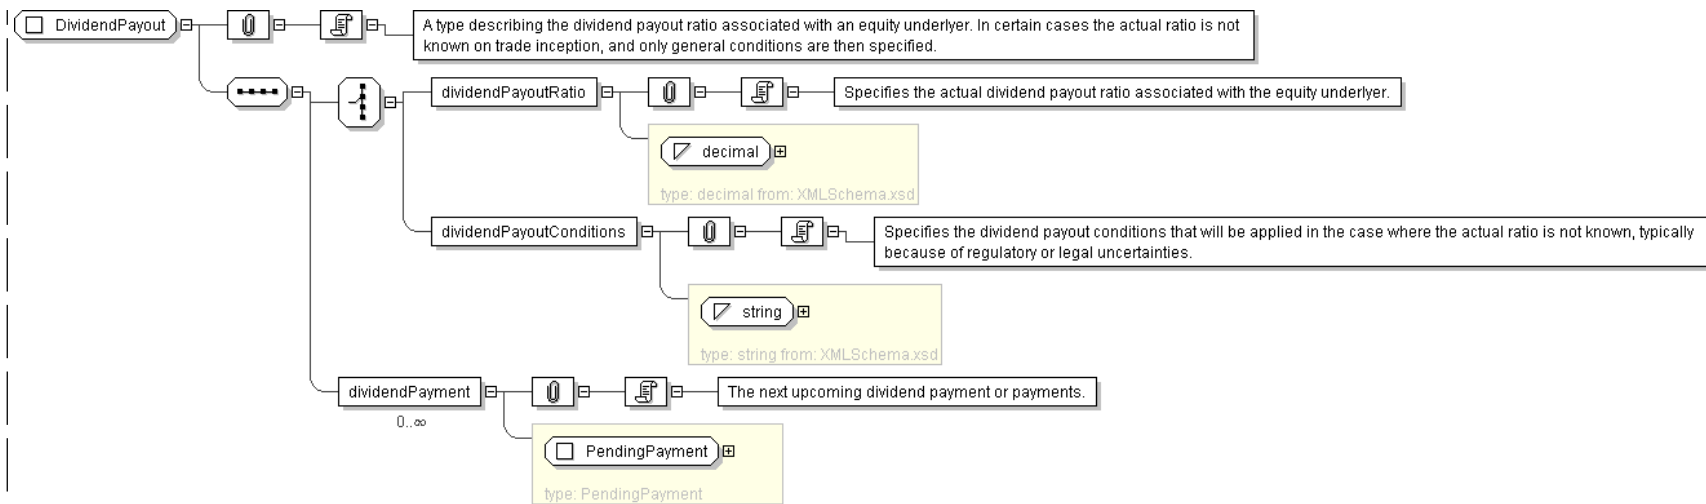 DividendPayout
A type describing the dividend payout ratio associated with an equity underlyer. In certain cases the actual ratio is not
known on trade inception, and only general conditions are then specified.
dividendPayoutRatio
Specifies the actual dividend payout ratio associated with the equity underlyer.
decimal
type: decimal from: XMLSchema.xsd
dividendPayoutConditions
Specifies the dividend payout conditions that will be applied in the case where the actual ratio is not known, typically
because of regulatory or legal uncertainties.
string
type: string from: XMLSchema.xsd
dividendPayment
The next upcoming dividend payment or payments.
0..∞
PendingPayment
type: PendingPayment